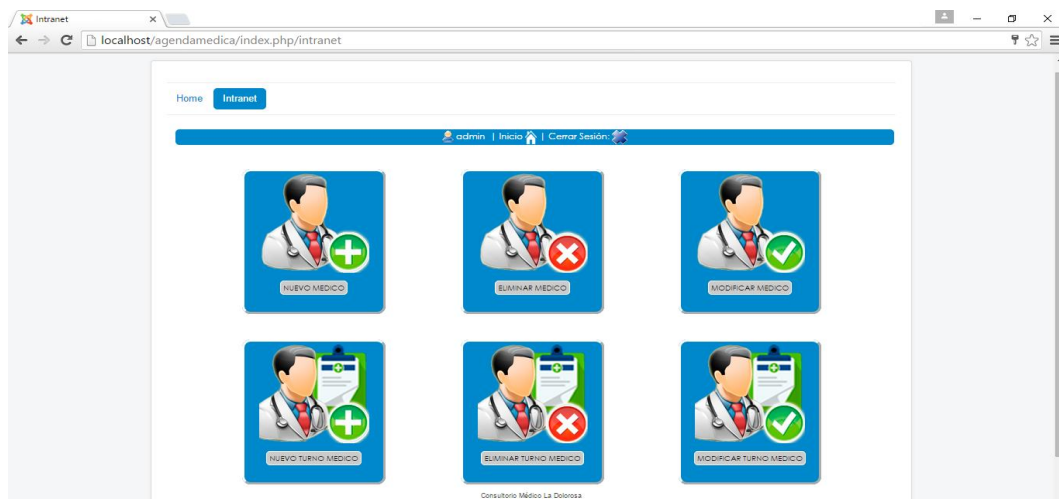 Intranet
localhost/agendamedica/index.php/intranet
Home Intranet
admin | Inicio | Cerrar Sesión:
NUEVO MEDICO ELIMINAR MEDICO MODIFICAR MEDICO
NUEVO TURNO MEDICO ELIMINAR TURNO MEDICO MODIFICAR TURNO MEDICO
Consultorio Médico La Dolorosa